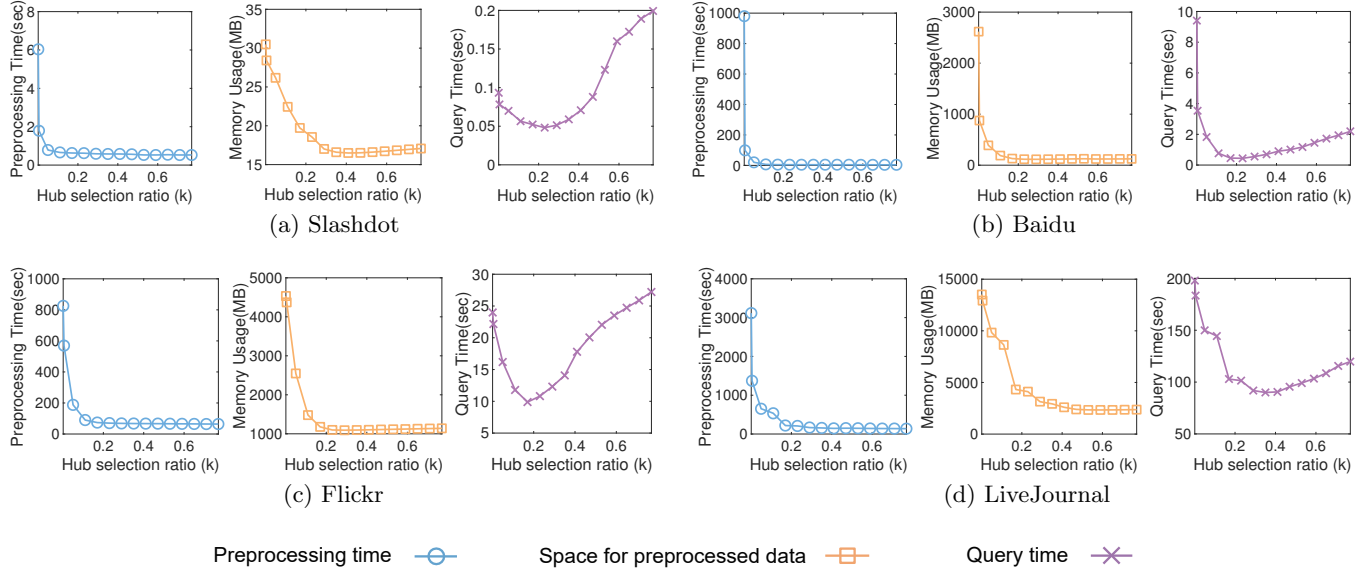 Preprocessing Time(sec)
8
6
4
2
0
0.2 0.4 0.6
Hub selection ratio (k)
Memory Usage(MB)
35
30
25
20
15
0.2 0.4 0.6
Hub selection ratio (k)
Query Time(sec)
0.2
0.15
0.1
0.05
0
0.2 0.4 0.6
Hub selection ratio (k)
(a) Slashdot
Preprocessing Time(sec)
1000
800
600
400
200
0
0.2 0.4 0.6
Hub selection ratio (k)
Memory Usage(MB)
3000
2000
1000
0
0.2 0.4 0.6
Hub selection ratio (k)
Query Time(sec)
10
8
6
4
2
0
0.2 0.4 0.6
Hub selection ratio (k)
(b) Baidu
Preprocessing Time(sec)
1000
800
600
400
200
0
0.2 0.4 0.6
Hub selection ratio (k)
Memory Usage(MB)
5000
4000
3000
2000
1000
0.2 0.4 0.6
Hub selection ratio (k)
Query Time(sec)
30
25
20
15
10
5
0.2 0.4 0.6
Hub selection ratio (k)
(c) Flickr
Preprocessing Time(sec)
4000
3000
2000
1000
0
0.2 0.4 0.6
Hub selection ratio (k)
Memory Usage(MB)
15000
10000
5000
0
0.2 0.4 0.6
Hub selection ratio (k)
Query Time(sec)
200
150
100
50
0.2 0.4 0.6
Hub selection ratio (k)
(d) LiveJournal
Preprocessing time
Space for preprocessed data
Query time